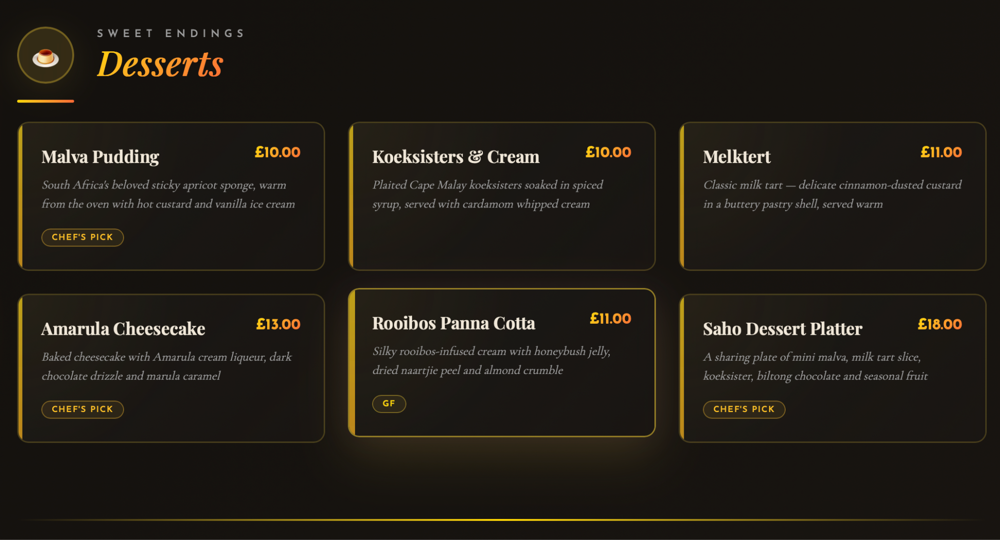 SWEET ENDINGS
Desserts
Malva Pudding
£10.00
South Africa's beloved sticky apricot sponge, warm
from the oven with hot custard and vanilla ice cream
CHEF'S PICK
Koeksisters & Cream
£10.00
Plaited Cape Malay koeksisters soaked in spiced
syrup, served with cardamom whipped cream
Melktert
£11.00
Classic milk tart — delicate cinnamon-dusted custard
in a buttery pastry shell, served warm
Amarula Cheesecake
£13.00
Baked cheesecake with Amarula cream liqueur, dark
chocolate drizzle and marula caramel
CHEF'S PICK
Rooibos Panna Cotta
£11.00
Silky rooibos-infused cream with honeybush jelly,
dried naartjie peel and almond crumble
GF
Saho Dessert Platter
£18.00
A sharing plate of mini malva, milk tart slice,
koeksister, biltong chocolate and seasonal fruit
CHEF'S PICK